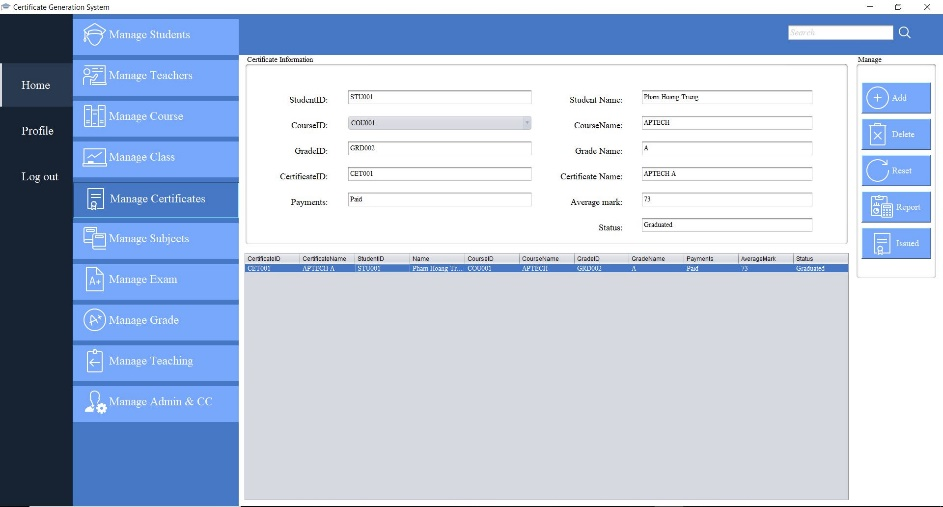 Certificate Generation System
Search
Home
Profile
Log out
Manage Students
Manage Teachers
Manage Course
Manage Class
Manage Certificates
Manage Subjects
Manage Exam
Manage Grade
Manage Teaching
Manage Admin & CC
Certificate Information
StudentID: STU001 Student Name: Pham Hoang Trung
CourseID: COU001 CourseName: APTECH
GradeID: GRD002 Grade Name: A
CertificateID: CET001 Certificate Name: APTECH A
Payments: Paid Average mark: 73
Status: Graduated
Manage
Add
Delete
Reset
Report
Issued
CertificateID CertificateName StudentID Name CourseID CourseName GradeID GradeName Payments AverageMark Status
CET001 APTECH A STU001 Pham Hoang Tr... COU001 APTECH GRD002 A Paid 73 Graduated